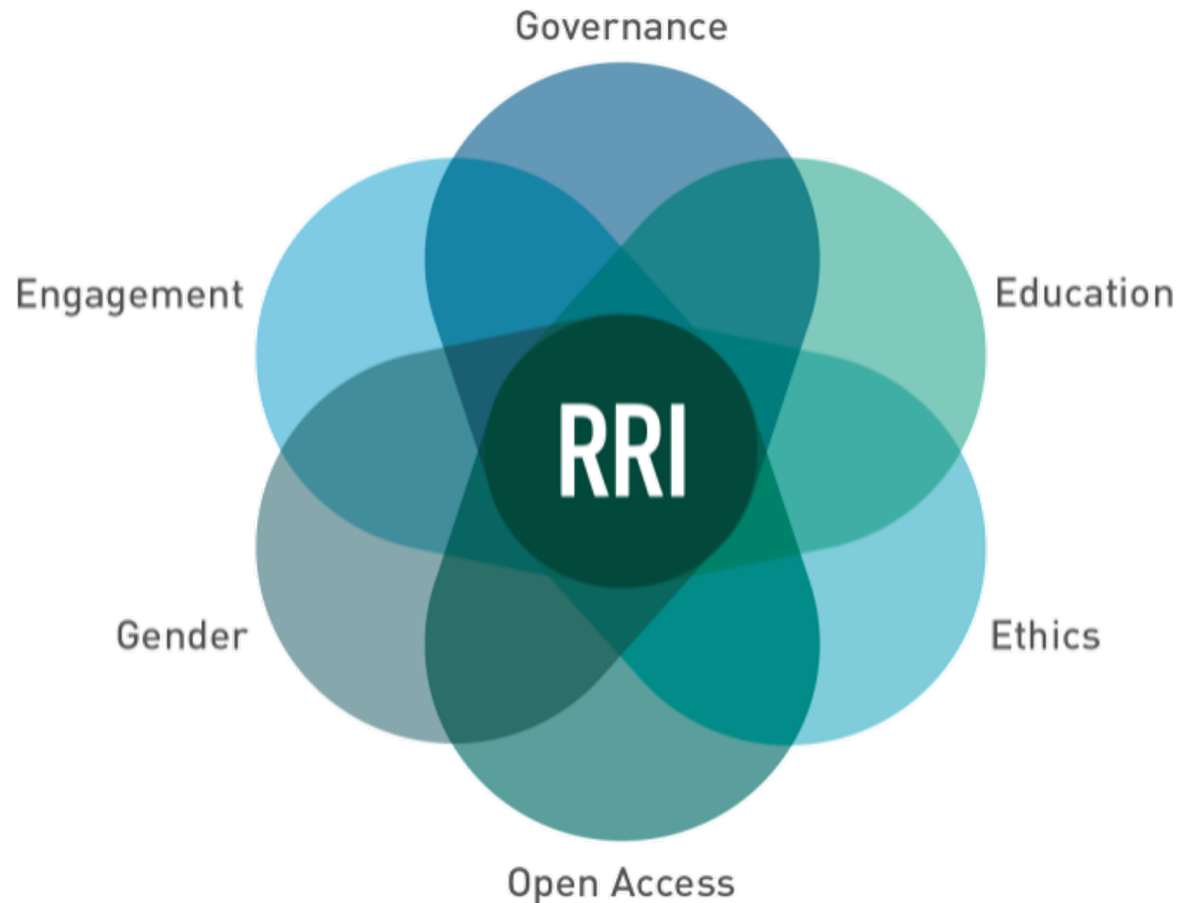 Governance
Engagement
Education
RRI
Gender
Ethics
Open Access